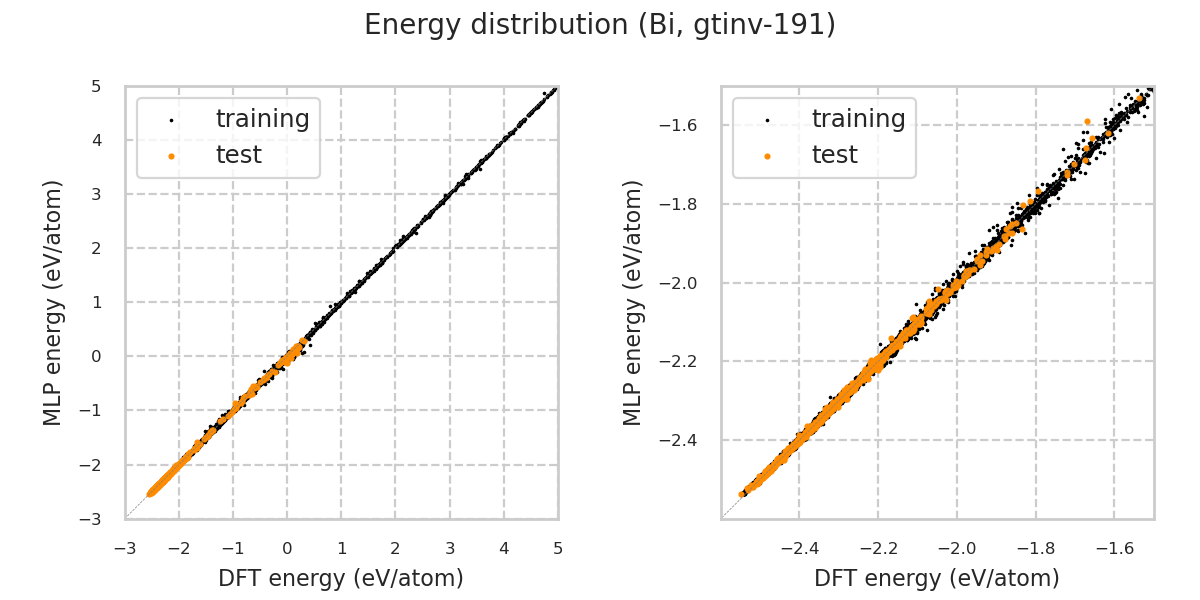 Energy distribution (Bi, gtinv-191)
MLP energy (eV/atom)
5
4
3
2
1
0
−1
−2
−3
training
test
−3 −2 −1 0 1 2 3 4 5
DFT energy (eV/atom)
MLP energy (eV/atom)
−1.6
−1.8
−2.0
−2.2
−2.4
training
test
−2.4 −2.2 −2.0 −1.8 −1.6
DFT energy (eV/atom)